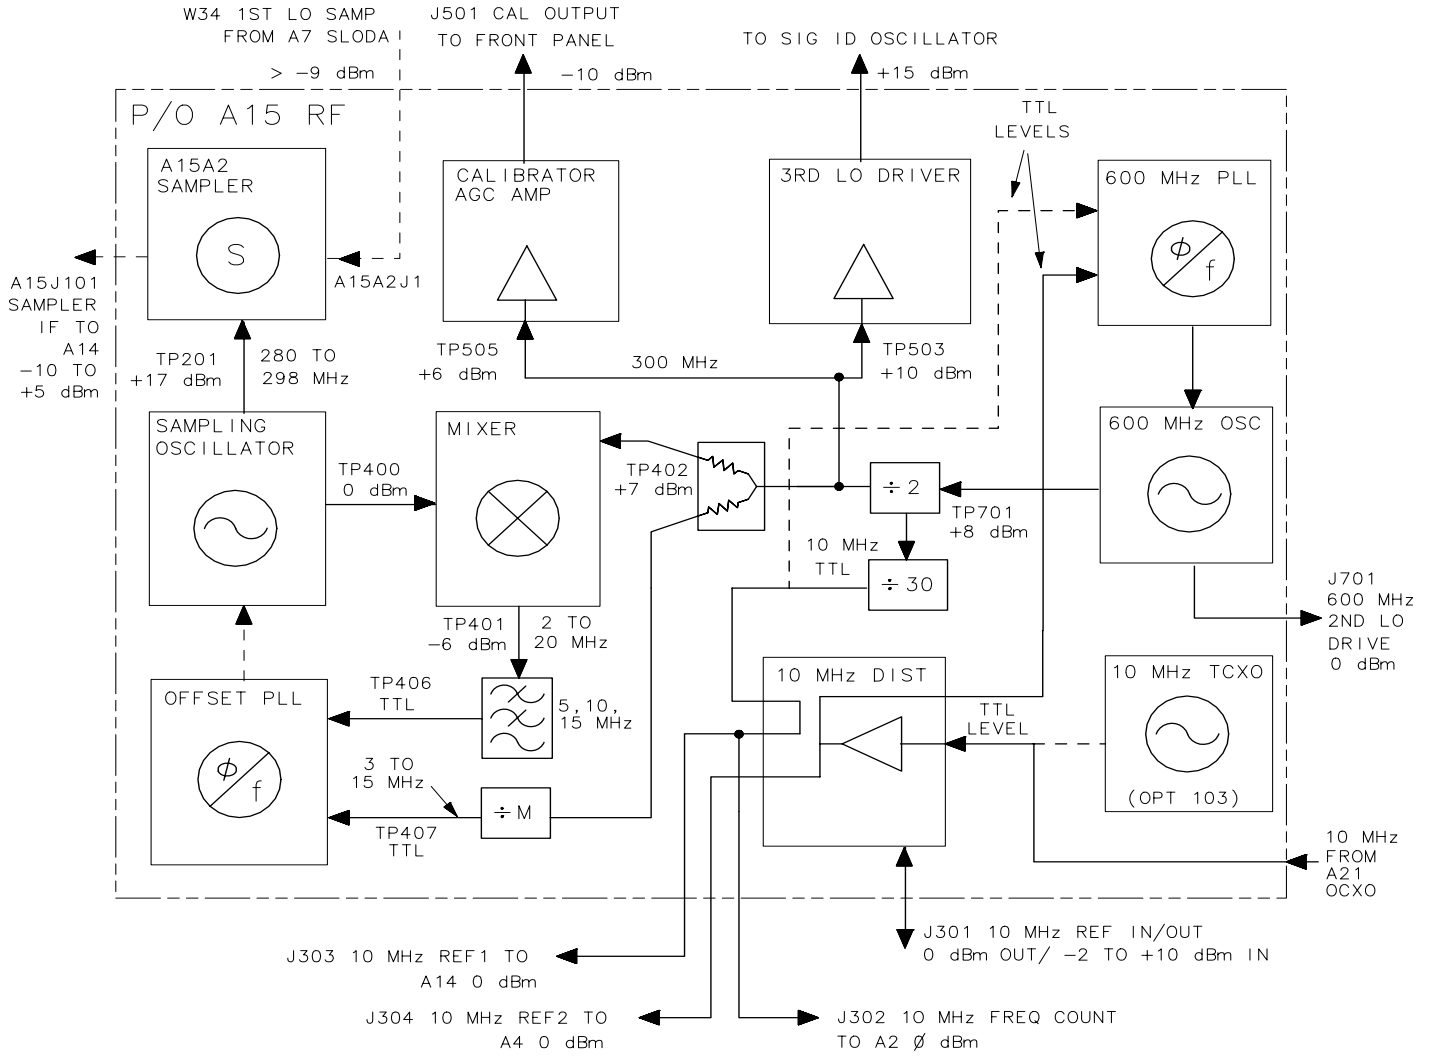 W34 1ST LO SAMP
FROM A7 SLODA
> -9 dBm
J501 CAL OUTPUT
TO FRONT PANEL
-10 dBm
TO SIG ID OSCILLATOR
+15 dBm
P/O A15 RF
TTL
LEVELS
A15A2
SAMPLER
S
A15A2J1
CALIBRATOR
AGC AMP
3RD LO DRIVER
600 MHz PLL
ϕ
f
A15J101
SAMPLER
IF TO
A14
-10 TO
+5 dBm
TP201
+17 dBm
280 TO
298 MHz
TP505
+6 dBm
300 MHz
TP503
+10 dBm
SAMPLING
OSCILLATOR
TP400
0 dBm
MIXER
TP402
+7 dBm
÷ 2
TP701
+8 dBm
600 MHz OSC
10 MHz
TTL
÷ 30
J701
600 MHz
2ND LO
DRIVE
0 dBm
TP401
-6 dBm
2 TO
20 MHz
OFFSET PLL
ϕ
f
TP406
TTL
5,10,
15 MHz
3 TO
15 MHz
TP407
TTL
÷ M
10 MHz DIST
TTL
LEVEL
10 MHz TCXO
(OPT 103)
10 MHz
FROM
A21
OCXO
J301 10 MHz REF IN/OUT
0 dBm OUT/ -2 TO +10 dBm IN
J303 10 MHz REF1 TO
A14 0 dBm
J304 10 MHz REF2 TO
A4 0 dBm
J302 10 MHz FREQ COUNT
TO A2 Ø dBm